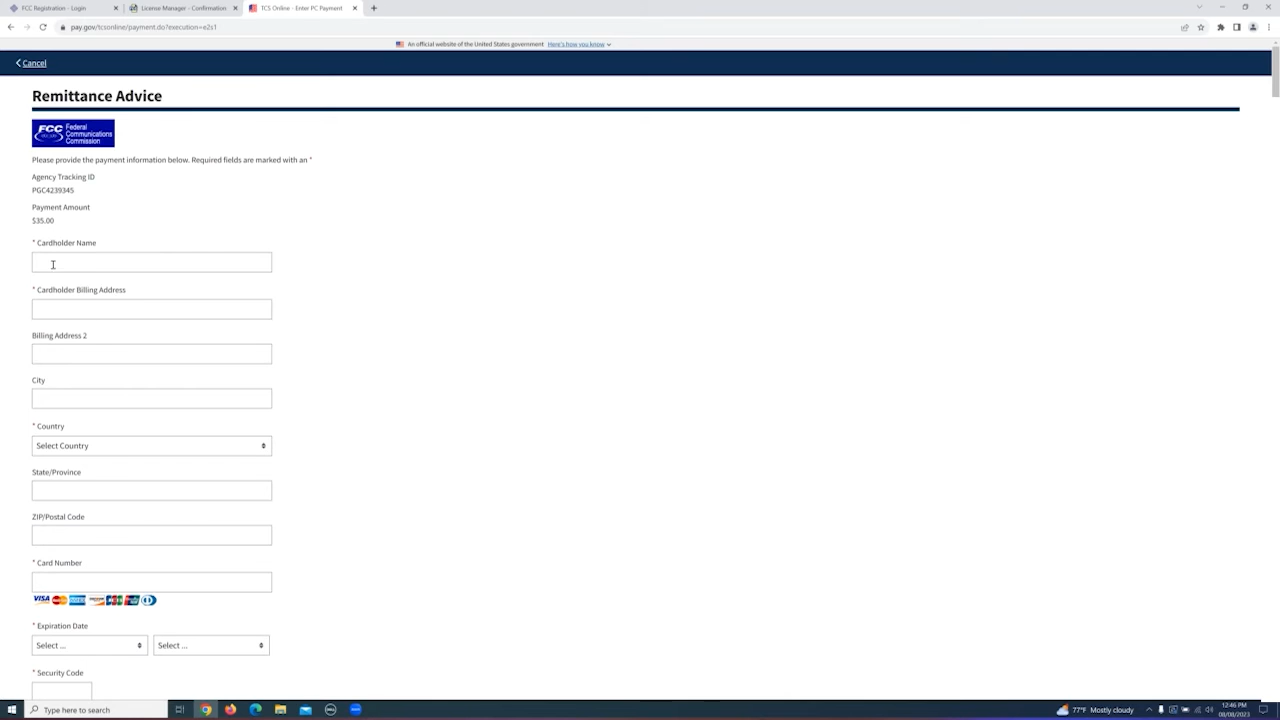 FCC Registration - Login
License Manager - Confirmation
TCS Online - Enter PC Payment
pay.gov/tcsonline/payment.do?execution=e2s1
An official website of the United States government Here's how you know
Cancel
Remittance Advice
FCC Federal Communications Commission
Please provide the payment information below. Required fields are marked with an *
Agency Tracking ID
PGC4239345
Payment Amount
$35.00
* Cardholder Name
* Cardholder Billing Address
Billing Address 2
City
* Country
Select Country
State/Province
ZIP/Postal Code
* Card Number
VISA
* Expiration Date
Select ... Select ...
* Security Code
Type here to search
77°F Mostly cloudy
12:46 PM
08/08/2023